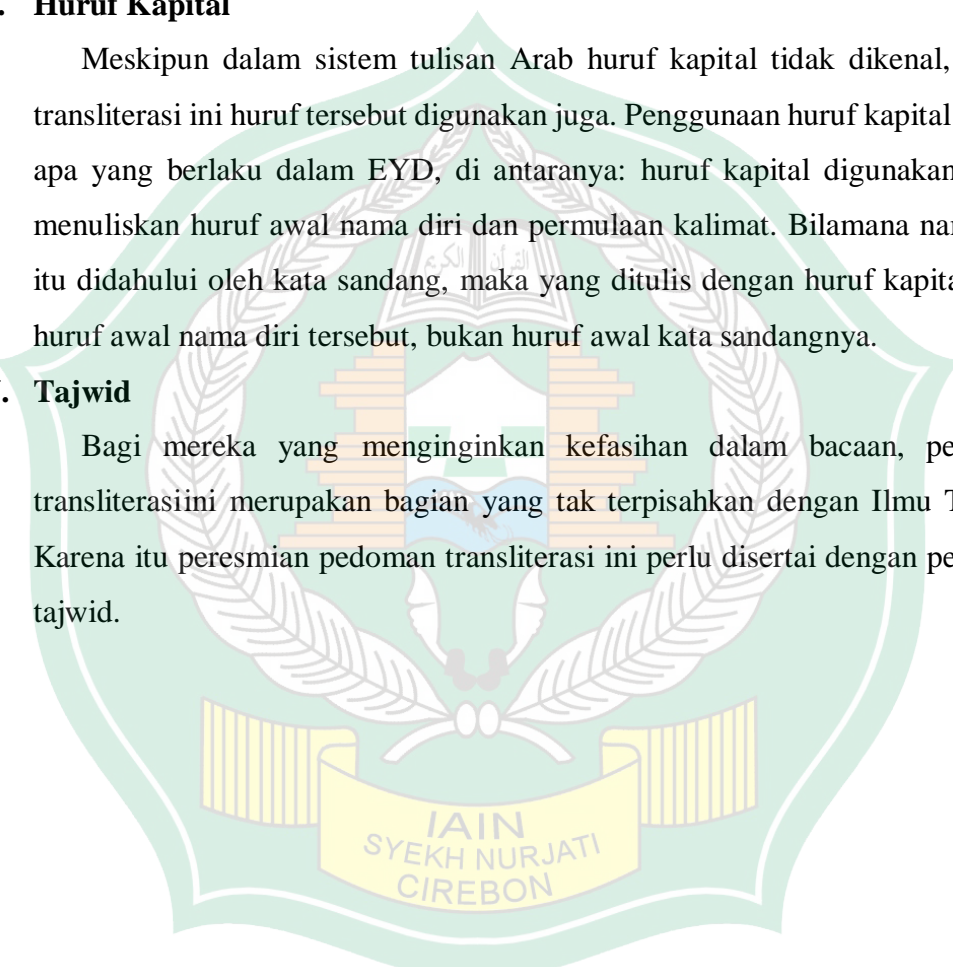 . Huruf Kapital
Meskipun dalam sistem tulisan Arab huruf kapital tidak dikenal,
transliterasi ini huruf tersebut digunakan juga. Penggunaan huruf kapital
apa yang berlaku dalam EYD, di antaranya: huruf kapital digunakan
menuliskan huruf awal nama diri dan permulaan kalimat. Bilamana
itu didahului oleh kata sandang, maka yang ditulis dengan huruf
huruf awal nama diri tersebut, bukan huruf awal kata sandangnya.
. Tajwid
Bagi mereka yang menginginkan kefasihan dalam bacaan,
transliterasiini merupakan bagian yang tak terpisahkan dengan Ilmu
Karena itu peresmian pedoman transliterasi ini perlu disertai dengan
tajwid.
القرآن الكريم
IAIN
SYEKH NURJATI
CIREBON